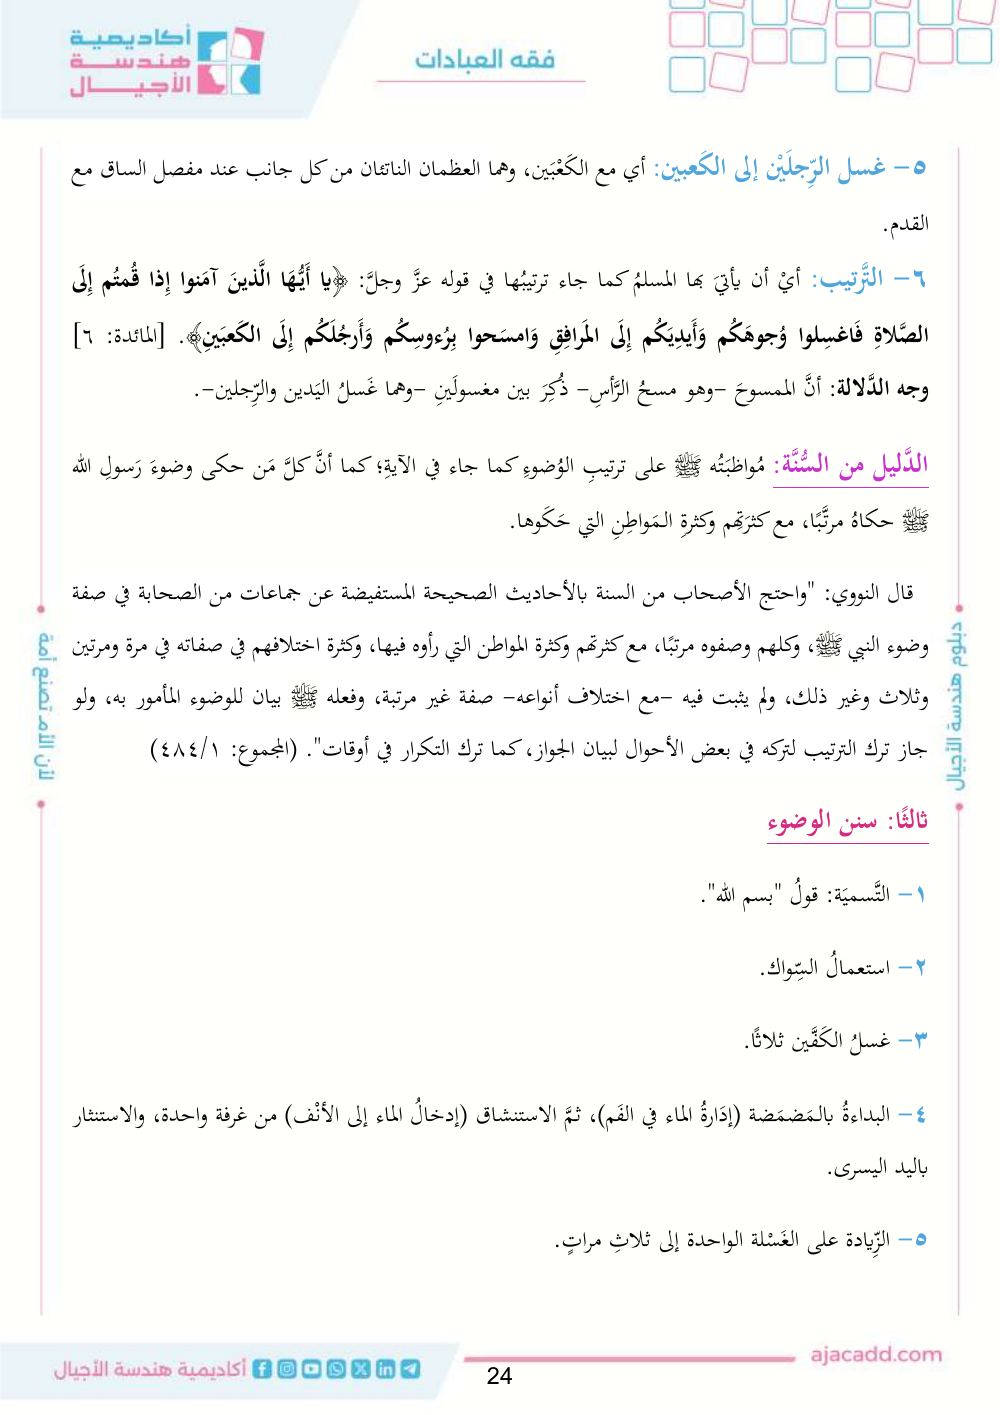 أكاديمية
هندسة
الأجيال
فقه العبادات
٥- غسل الرِّجلَيْن إلى الكَعبين: أي مع الكَعْبَين، وهما العظمان الناتئان من كل جانب عند مفصل الساق مع
القدم.
٦- التَّرتيب: أيْ أن يأتيَ بها المسلمُ كما جاء ترتيبُها في قوله عزَّ وجلَّ: ﴿يا أَيُّهَا الَّذينَ آمَنوا إِذا قُمتُم إِلَى
الصَّلاةِ فَاغسِلوا وُجوهَكُم وَأَيدِيَكُم إِلَى المَرافِقِ وَامسَحوا بِرُءوسِكُم وَأَرجُلَكُم إِلَى الكَعبَينِ﴾. [المائدة: ٦]
وجه الدَّلالة: أنَّ الممسوحَ -وهو مسحُ الرَّأسِ- ذُكِرَ بين مغسولَينِ -وهما غَسلُ اليَدين والرِّجلين-.
الدَّليل من السُّنَّة: مُواظبَتُه ﷺ على ترتيبِ الوُضوءِ كما جاء في الآيةِ؛ كما أنَّ كلَّ مَن حكى وضوءَ رَسولِ الله
ﷺ حكاهُ مرتَّبًا، مع كثرَتِهم وكثرةِ المَواطِنِ التي حَكَوها.
قال النووي: "واحتج الأصحاب من السنة بالأحاديث الصحيحة المستفيضة عن جماعات من الصحابة في صفة
وضوء النبي ﷺ، وكلهم وصفوه مرتبًا، مع كثرتهم وكثرة المواطن التي رأوه فيها، وكثرة اختلافهم في صفاته في مرة ومرتين
وثلاث وغير ذلك، ولم يثبت فيه -مع اختلاف أنواعه- صفة غير مرتبة، وفعله ﷺ بيان للوضوء المأمور به، ولو
جاز ترك الترتيب لتركه في بعض الأحوال لبيان الجواز، كما ترك التكرار في أوقات". (المجموع: ٤٨٤/١)
ثالثًا: سنن الوضوء
١- التَّسميَة: قولُ "بسم الله".
٢- استعمالُ السِّواك.
٣- غسلُ الكَفَّين ثلاثًا.
٤- البداءةُ بالمَضمَضة (إدَارةُ الماء في الفَم)، ثمَّ الاستنشاق (إدخالُ الماء إلى الأنْف) من غرفة واحدة، والاستنثار
باليد اليسرى.
٥- الزِّيادة على الغَسْلة الواحدة إلى ثلاثِ مراتٍ.
دبلوم هندسة الأجيال
لأن الأم تصنع أمة
ajacadd.com
24
أكاديمية هندسة الأجيال